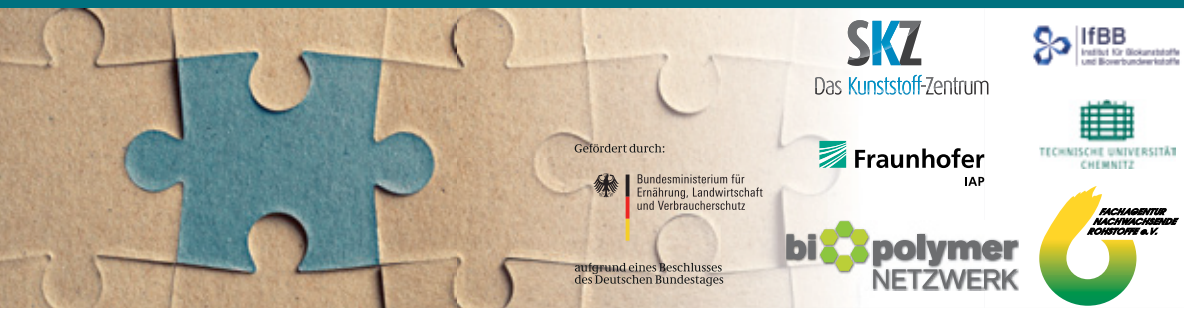 Gefördert durch:
Bundesministerium für
Ernährung, Landwirtschaft
und Verbraucherschutz
aufgrund eines Beschlusses
des Deutschen Bundestages
SKZ
Das Kunststoff-Zentrum
IfBB
Institut für Biokunststoffe
und Bioverbundwerkstoffe
Fraunhofer
IAP
TECHNISCHE UNIVERSITÄT
CHEMNITZ
biopolymer
NETZWERK
FACHAGENTUR
NACHWACHSENDE
ROHSTOFFE e.V.